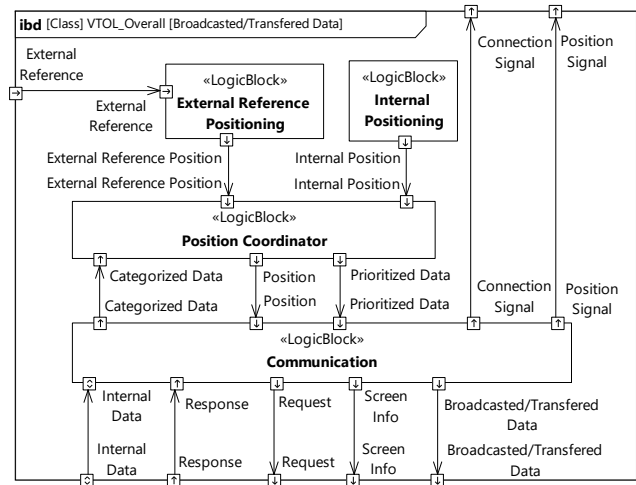 ibd [Class] VTOL_Overall [Broadcasted/Transfered Data]
External
Reference
Connection
Signal
Position
Signal
«LogicBlock»
External Reference
Positioning
«LogicBlock»
Internal
Positioning
External
Reference
External Reference Position
Internal Position
External Reference Position
Internal Position
«LogicBlock»
Position Coordinator
Categorized Data
Position
Prioritized Data
Categorized Data
Position
Prioritized Data
Connection
Signal
Position
Signal
«LogicBlock»
Communication
Internal
Data
Response
Request
Screen
Info
Broadcasted/Transfered
Data
Internal
Data
Response
Request
Screen
Info
Broadcasted/Transfered
Data